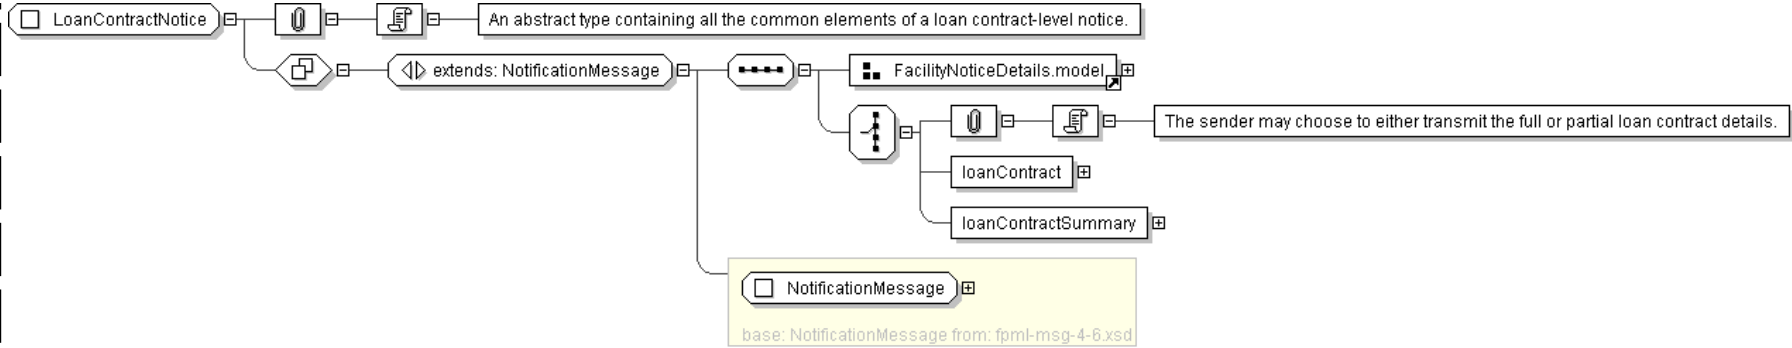 LoanContractNotice
An abstract type containing all the common elements of a loan contract-level notice.
extends: NotificationMessage
FacilityNoticeDetails.model
The sender may choose to either transmit the full or partial loan contract details.
loanContract
loanContractSummary
NotificationMessage
base: NotificationMessage from: fpml-msg-4-6.xsd